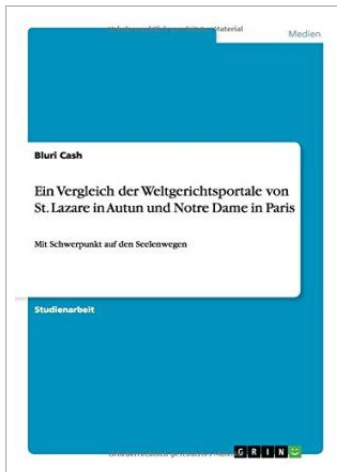 Medien
Bluri Cash
Ein Vergleich der Weltgerichtsportale von
St. Lazare in Autun und Notre Dame in Paris
Mit Schwerpunkt auf den Seelenwegen
Studienarbeit
GRIN